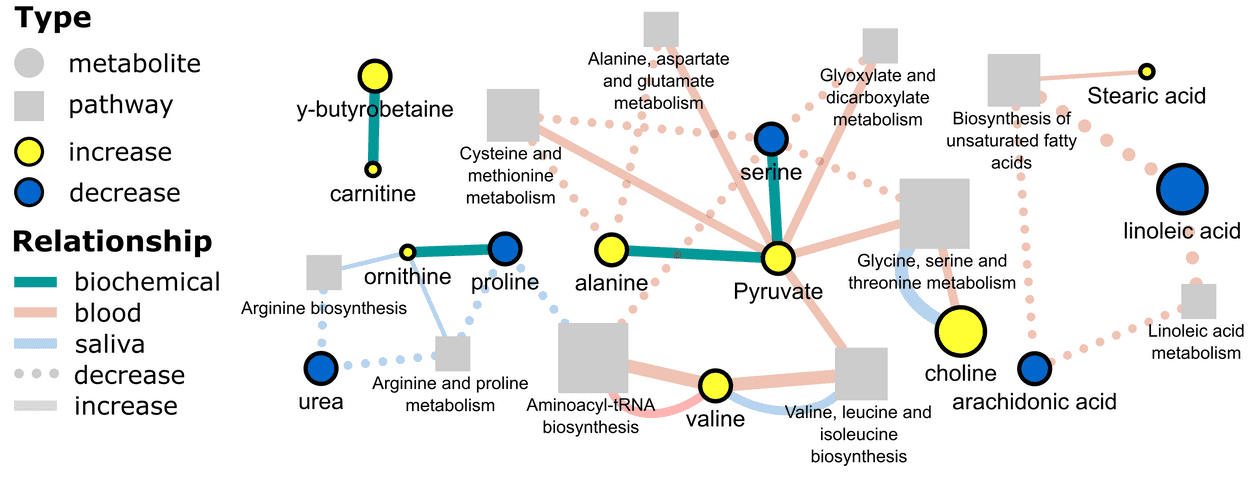 Type
metabolite
pathway
increase
decrease
Relationship
biochemical
blood
saliva
decrease
increase
y-butyrobetaine
carnitine
Cysteine and
methionine
metabolism
Alanine, aspartate
and glutamate
metabolism
Glyoxylate and
dicarboxylate
metabolism
serine
Biosynthesis of
unsaturated fatty
acids
Stearic acid
linoleic acid
Arginine biosynthesis
ornithine
proline
alanine
Pyruvate
Glycine, serine and
threonine metabolism
urea
Arginine and proline
metabolism
Aminoacyl-tRNA
biosynthesis
valine
Valine, leucine and
isoleucine
biosynthesis
choline
arachidonic acid
Linoleic acid
metabolism